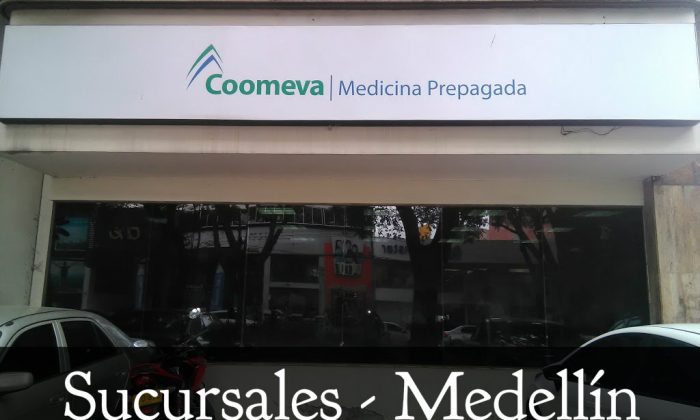 Coomeva | Medicina Prepagada
Sucursales - Medellín